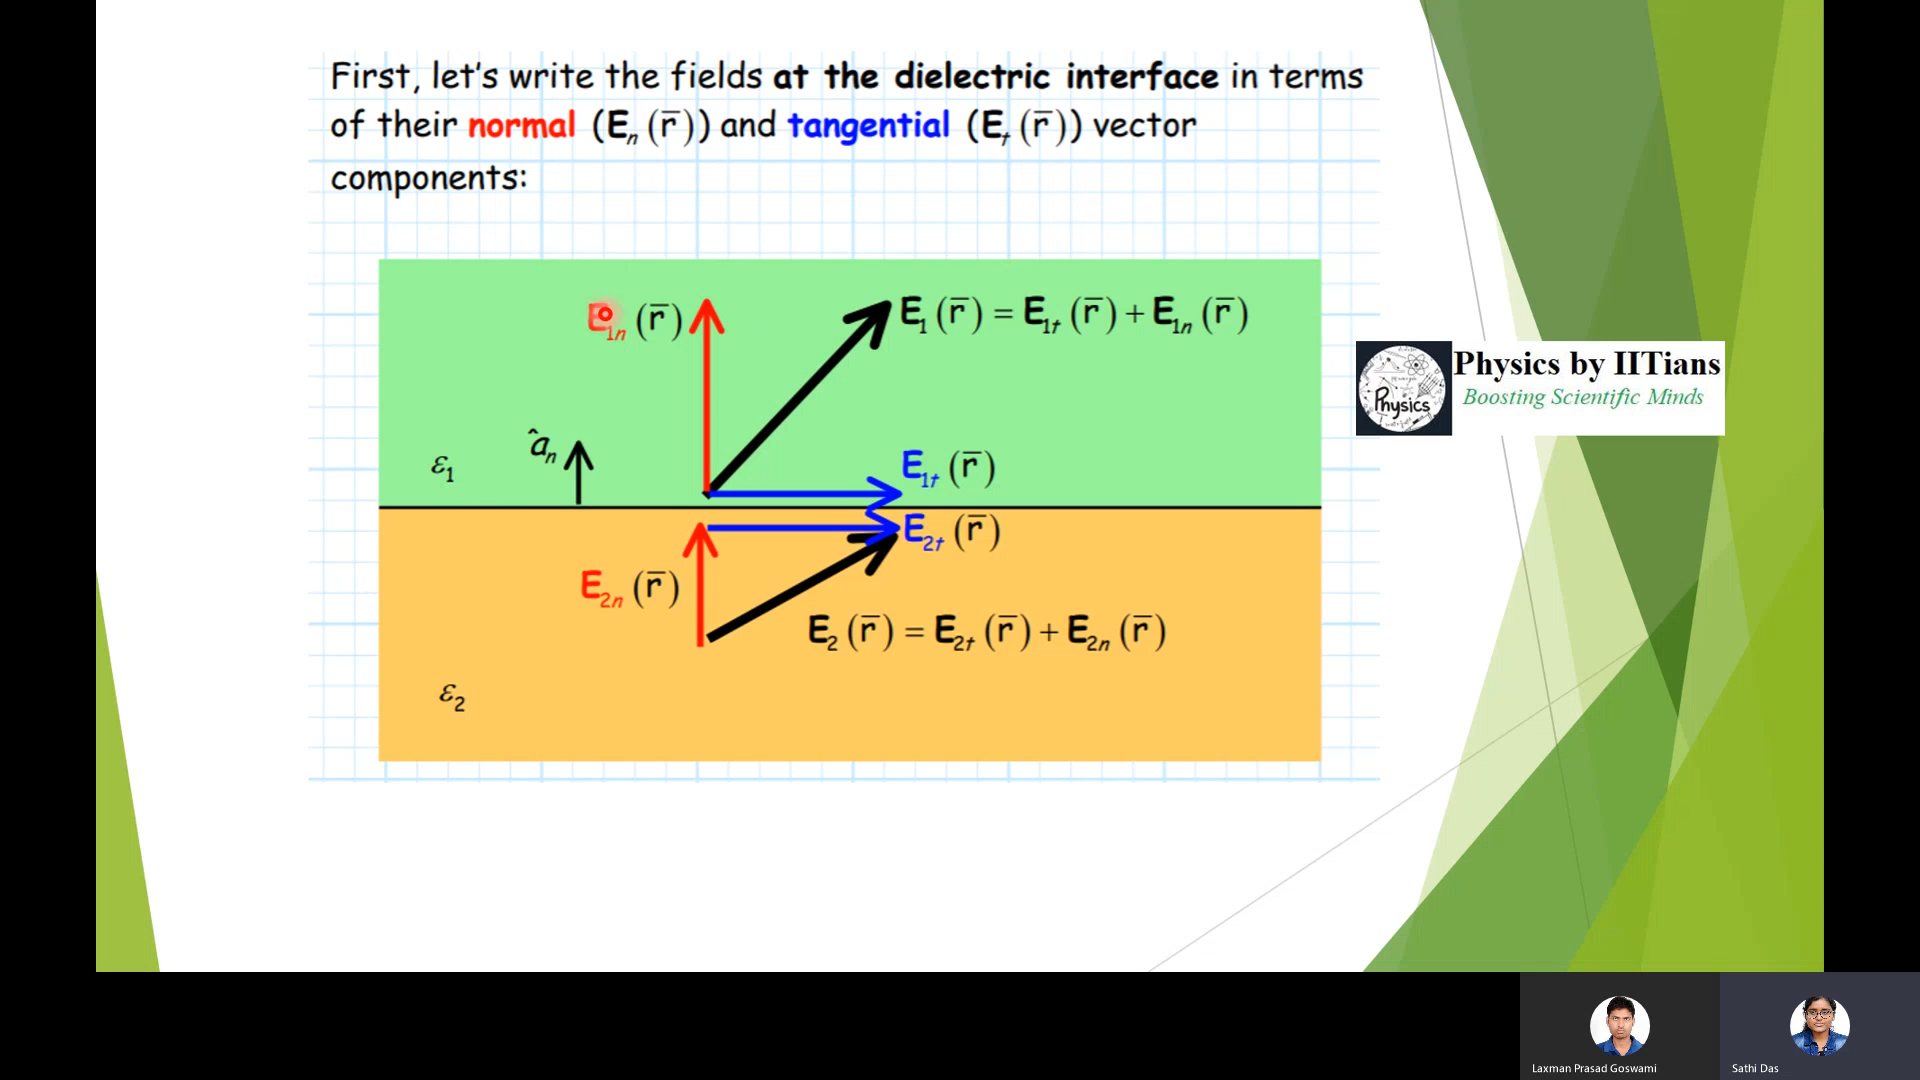 First, let's write the fields at the dielectric interface in terms
of their normal (Eₙ(r̅)) and tangential (Eₜ(r̅)) vector
components:
E₁ₙ(r̅)
E₁(r̅) = E₁ₜ(r̅) + E₁ₙ(r̅)
Physics by IITians
Boosting Scientific Minds
Physics
âₙ
ε₁
E₁ₜ(r̅)
E₂ₜ(r̅)
E₂ₙ(r̅)
E₂(r̅) = E₂ₜ(r̅) + E₂ₙ(r̅)
ε₂
Laxman Prasad Goswami
Sathi Das